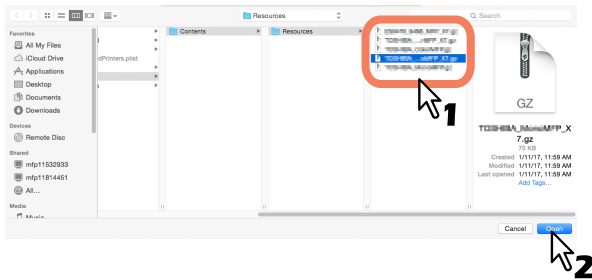 Resources
Search
Favorites
All My Files
iCloud Drive
Applications
Desktop
Documents
Downloads
Devices
Remote Disc
Shared
mfp11532933
mfp11814451
All...
Media
Music
dPrinters.plist
Contents
Resources
1
GZ
7.gz
70 KB
Created 1/11/17, 11:59 AM
Modified 1/11/17, 11:59 AM
Last opened 1/11/17, 11:59 AM
Add Tags...
Cancel
Open
2